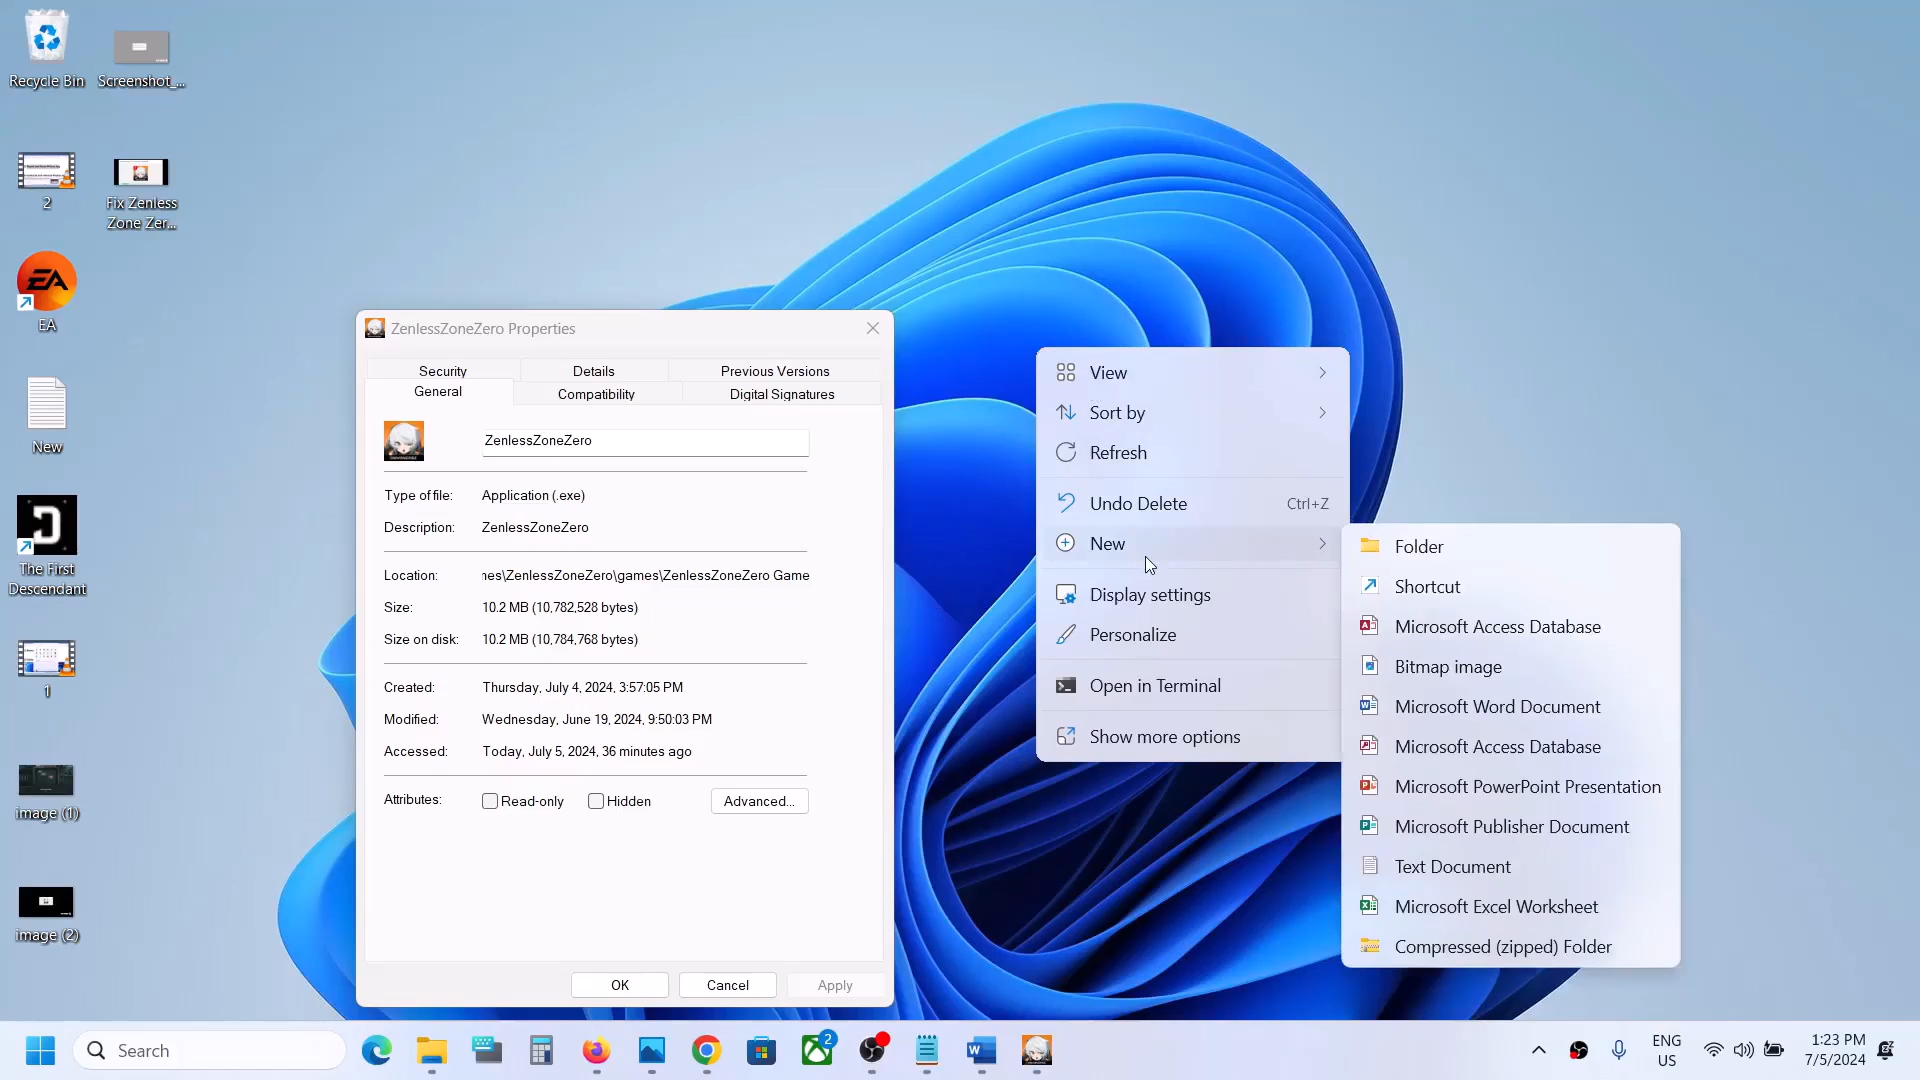 Recycle Bin
Screenshot_...
2
Fix Zenless
Zone Zer...
EA
EA
New
The First
Descendant
1
image (1)
image (2)
ZenlessZoneZero Properties
Security
Details
Previous Versions
General
Compatibility
Digital Signatures
ZenlessZoneZero
Type of file:
Application (.exe)
Description:
ZenlessZoneZero
Location:
nes\ZenlessZoneZero\games\ZenlessZoneZero Game
Size:
10.2 MB (10,782,528 bytes)
Size on disk:
10.2 MB (10,784,768 bytes)
Created:
Thursday, July 4, 2024, 3:57:05 PM
Modified:
Wednesday, June 19, 2024, 9:50:03 PM
Accessed:
Today, July 5, 2024, 36 minutes ago
Attributes:
Read-only
Hidden
Advanced...
OK
Cancel
Apply
View
Sort by
Refresh
Undo Delete
Ctrl+Z
New
Display settings
Personalize
Open in Terminal
Show more options
Folder
Shortcut
Microsoft Access Database
Bitmap image
Microsoft Word Document
Microsoft Access Database
Microsoft PowerPoint Presentation
Microsoft Publisher Document
Text Document
Microsoft Excel Worksheet
Compressed (zipped) Folder
Search
2
ENG
US
1:23 PM
7/5/2024